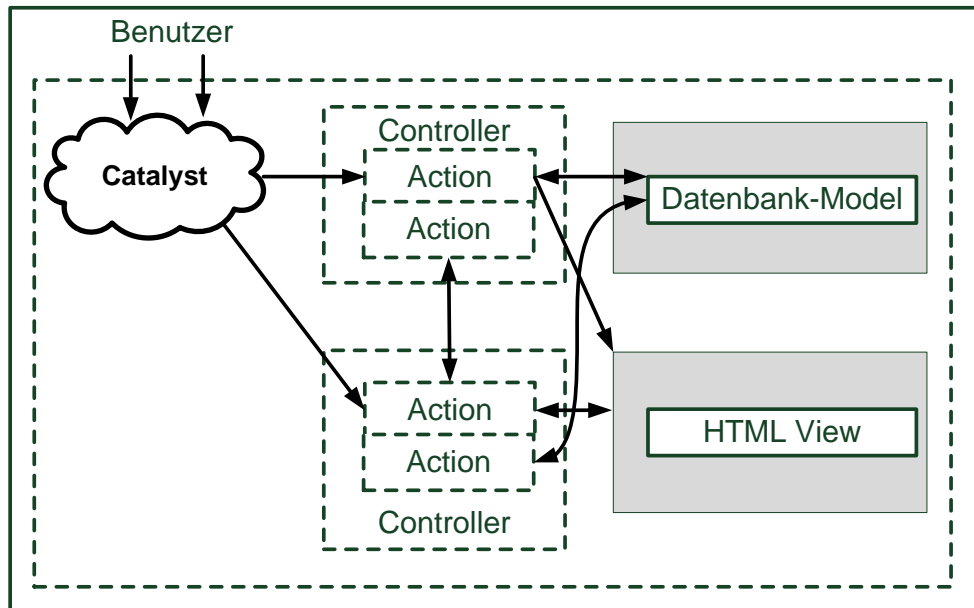 Benutzer
Catalyst
Controller
Action
Action
Datenbank-Model
Action
Action
Controller
HTML View